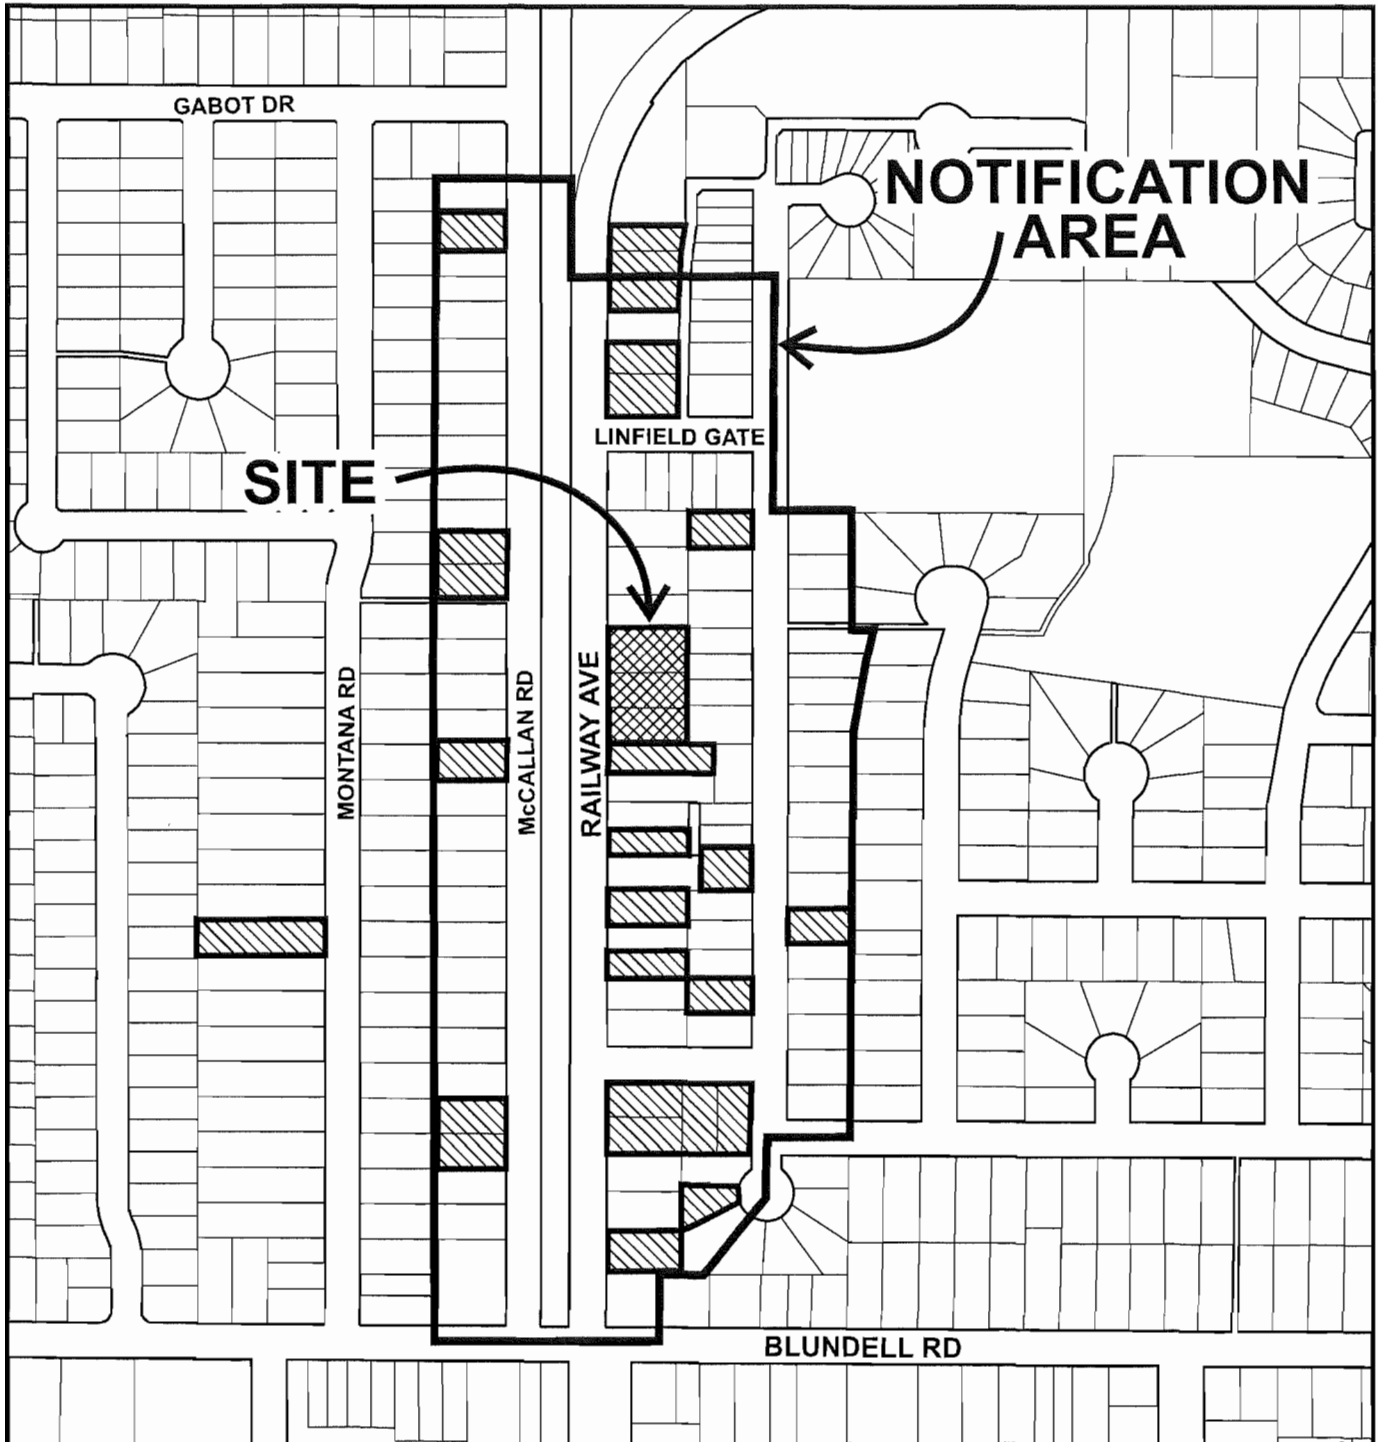 GABOT DR
NOTIFICATION
AREA
LINFIELD GATE
SITE
MONTANA RD
McCALLAN RD
RAILWAY AVE
BLUNDELL RD